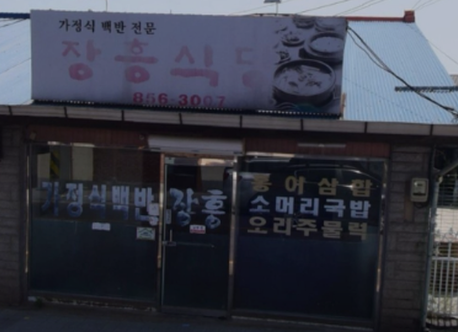 가정식 백반 전문
장흥식당
856.3007
가정식백반
장흥
홍어삼합
소머리국밥
오리주물럭